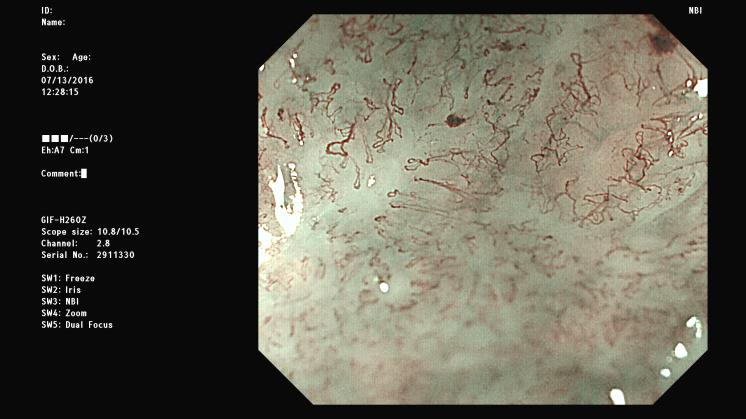 ID:
Name:
NBI
Sex: Age:
D.O.B.:
07/13/2016
12:28:15
■■■/---(0/3)
Eh:A7 Cm:1
Comment:
GIF-H260Z
Scope size: 10.8/10.5
Channel: 2.8
Serial No.: 2911330
SW1: Freeze
SW2: Iris
SW3: NBI
SW4: Zoom
SW5: Dual Focus